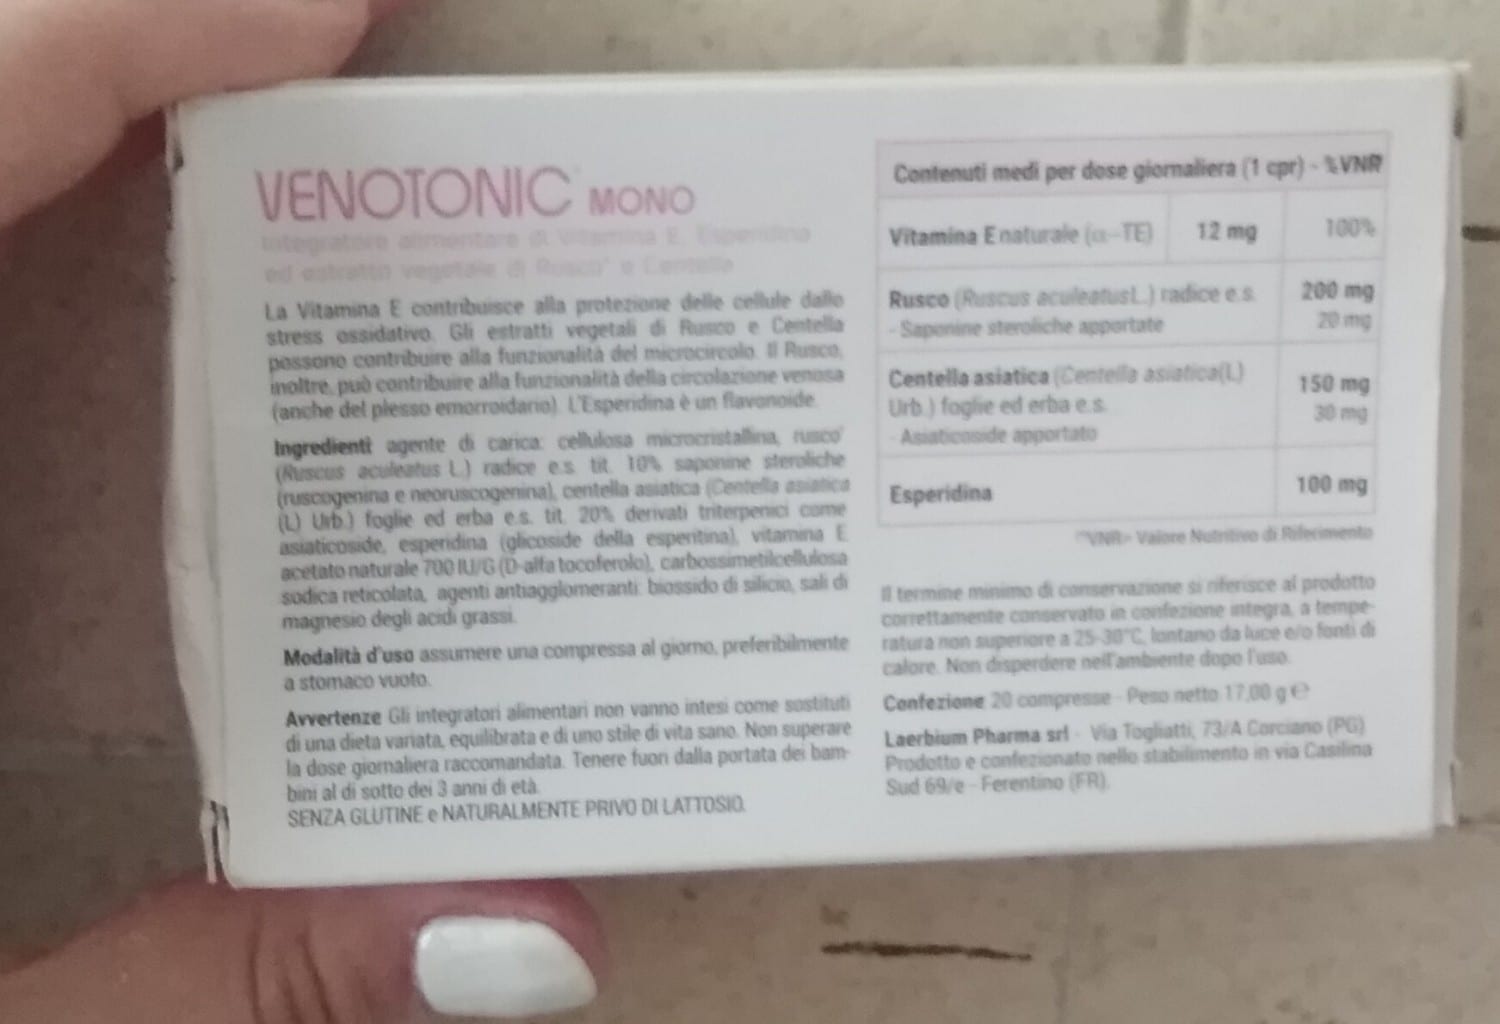 VENOTONIC® MONO
Integratore alimentare di Vitamina E, Esperidina
ed estratto vegetale di Rusco* e Centella
La Vitamina E contribuisce alla protezione delle cellule dallo
stress ossidativo. Gli estratti vegetali di Rusco e Centella
possono contribuire alla funzionalità del microcircolo. Il Rusco,
inoltre, può contribuire alla funzionalità della circolazione venosa
(anche del plesso emorroidario). L'Esperidina è un flavonoide.
Ingredienti agente di carica: cellulosa microcristallina, rusco*
(Ruscus aculeatus L.) radice e.s. tit. 10% saponine steroliche
(ruscogenina e neoruscogenina), centella asiatica (Centella asiatica
(L) Urb.) foglie ed erba e.s. tit. 20% derivati triterpenici come
asiaticoside, esperidina (glicoside della esperitina), vitamina E
acetato naturale 700 IU/G (D-alfa tocoferolo), carbossimetilcellulosa
sodica reticolata, agenti antiagglomeranti: biossido di silicio, sali di
magnesio degli acidi grassi.
Modalità d'uso assumere una compressa al giorno, preferibilmente
a stomaco vuoto.
Avvertenze Gli integratori alimentari non vanno intesi come sostituti
di una dieta variata, equilibrata e di uno stile di vita sano. Non superare
la dose giornaliera raccomandata. Tenere fuori dalla portata dei bam-
bini al di sotto dei 3 anni di età.
SENZA GLUTINE e NATURALMENTE PRIVO DI LATTOSIO.
Contenuti medi per dose giornaliera (1 cpr) - %VNR
Vitamina E naturale (α-TE) 12 mg 100%
Rusco (Ruscus aculeatus L.) radice e.s. 200 mg
- Saponine steroliche apportate 20 mg
Centella asiatica (Centella asiatica(L) 150 mg
Urb.) foglie ed erba e.s. 30 mg
- Asiaticoside apportato
Esperidina 100 mg
VNR= Valore Nutritivo di Riferimento
Il termine minimo di conservazione si riferisce al prodotto
correttamente conservato in confezione integra, a tempe-
ratura non superiore a 25-30°C, lontano da luce e/o fonti di
calore. Non disperdere nell'ambiente dopo l'uso.
Confezione 20 compresse - Peso netto 17,00 g ℮
Laerbium Pharma srl - Via Togliatti, 73/A Corciano (PG)
Prodotto e confezionato nello stabilimento in via Casilina
Sud 69/e - Ferentino (FR).